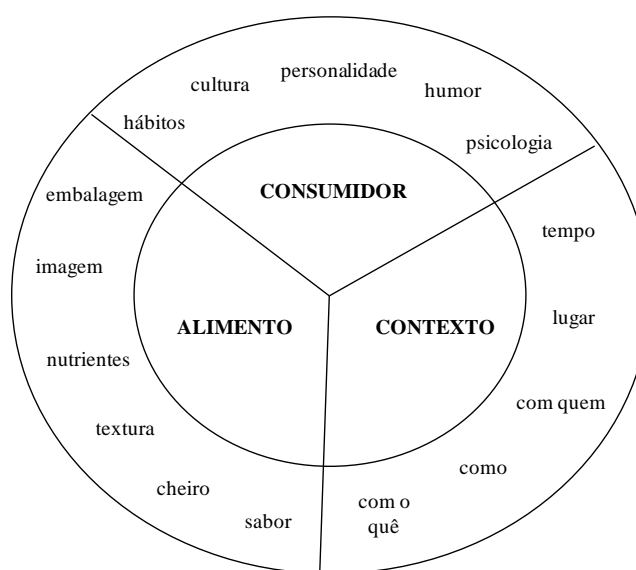 cultura
personalidade
humor
hábitos
psicologia
CONSUMIDOR
embalagem
tempo
imagem
lugar
ALIMENTO
CONTEXTO
nutrientes
com quem
textura
como
cheiro
com o
quê
sabor